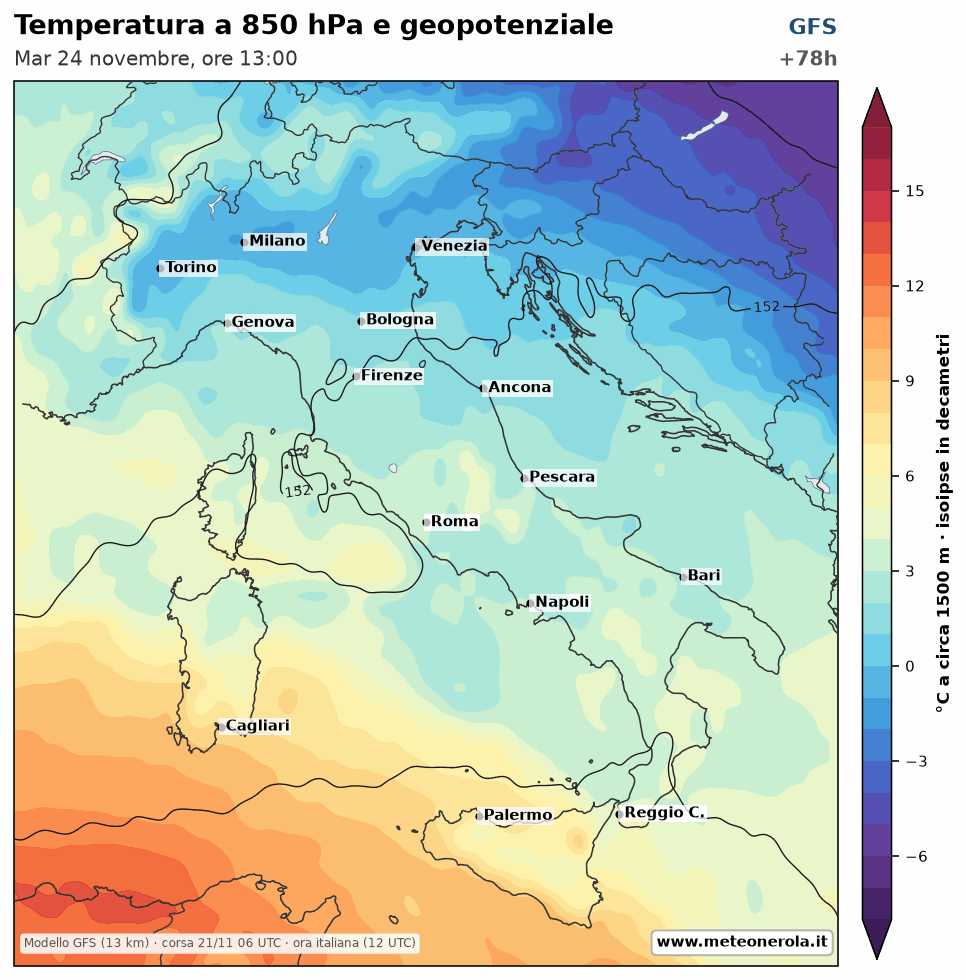 Temperatura a 850 hPa e geopotenziale
GFS
Mar 24 novembre, ore 13:00
+78h
Milano
Venezia
Torino
Genova
Bologna
152
Firenze
Ancona
Pescara
152
Roma
Bari
Napoli
Cagliari
Palermo
Reggio C.
Modello GFS (13 km) · corsa 21/11 06 UTC · ora italiana (12 UTC)
www.meteonerola.it
15
12
9
6
3
0
−3
−6
°C a circa 1500 m · isoipse in decametri